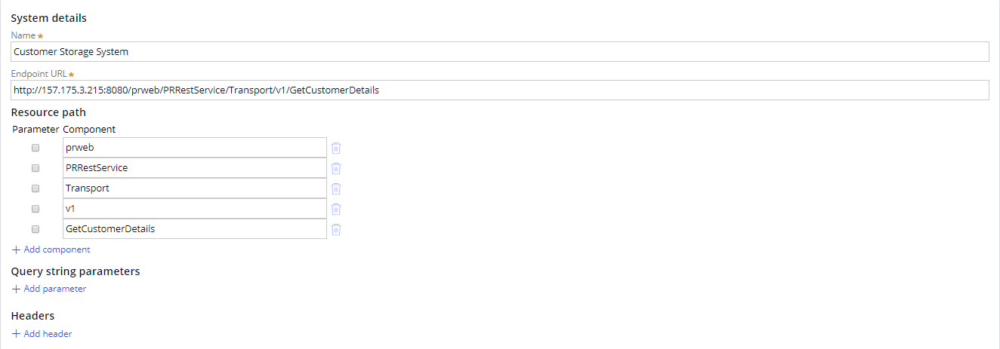 System details
Name *
Customer Storage System
Endpoint URL *
http://157.175.3.215:8080/prweb/PRRestService/Transport/v1/GetCustomerDetails
Resource path
Parameter Component
prweb
PRRestService
Transport
v1
GetCustomerDetails
+ Add component
Query string parameters
+ Add parameter
Headers
+ Add header